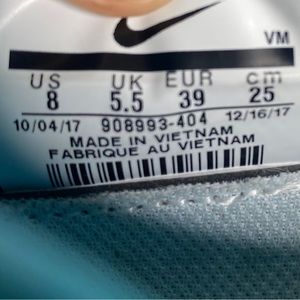 VM
US UK EUR cm
8 5.5 39 25
10/04/17 908993-404 12/16/17
MADE IN VIETNAM
FABRIQUE AU VIETNAM